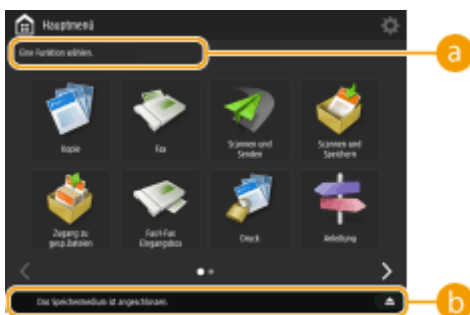 Hauptmenü
a
Eine Funktion wählen.
Kopie
Fax
Scannen und
Senden
Scannen und
Speichern
Zugang zu
gesp.Dateien
Fax/I-Fax
Eingangsbox
Druck
Anleitung
Das Speichermedium ist angeschlossen.
b